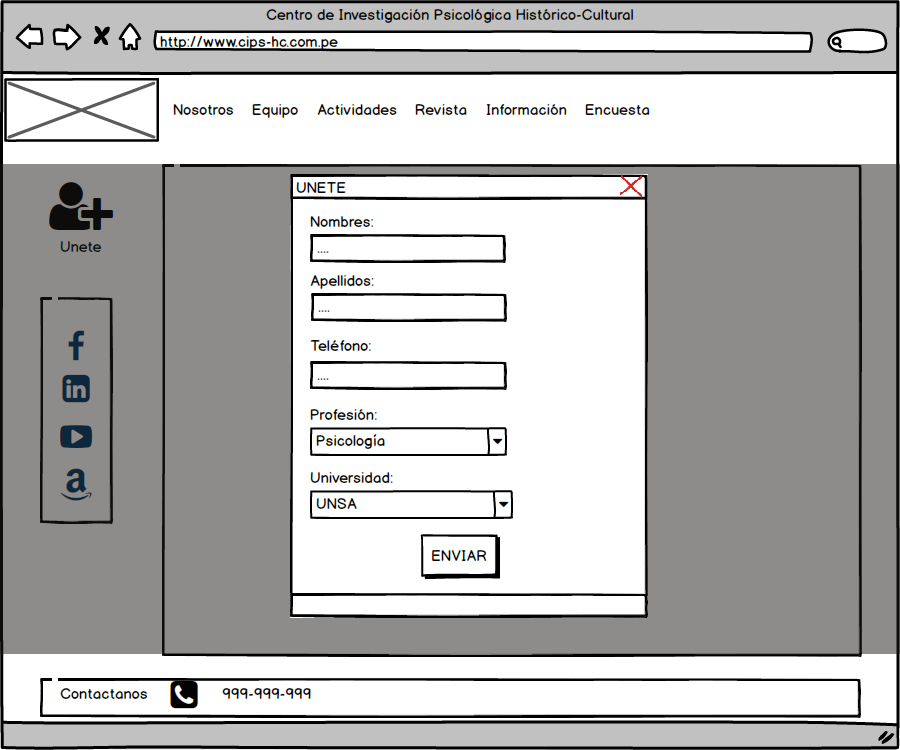 Centro de Investigación Psicológica Histórico-Cultural
http://www.cips-hc.com.pe
Nosotros Equipo Actividades Revista Información Encuesta
Unete
UNETE
Nombres:
....
Apellidos:
....
Teléfono:
....
Profesión:
Psicología
Universidad:
UNSA
ENVIAR
Contactanos 999-999-999